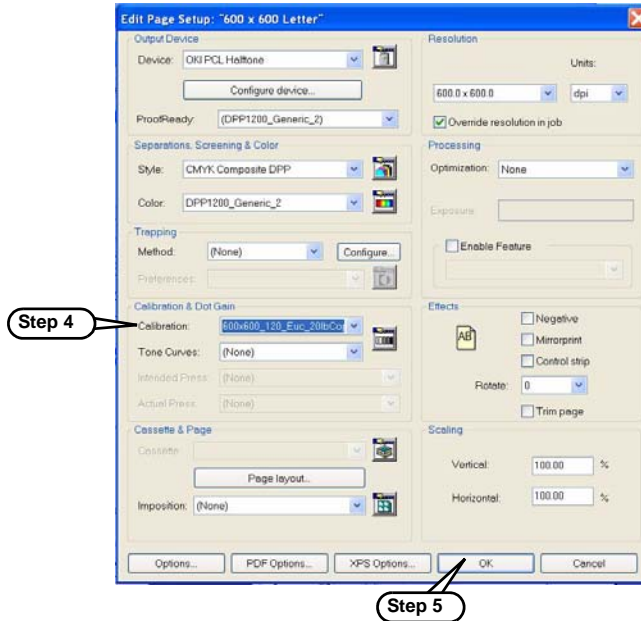 Edit Page Setup: "600 x 600 Letter"
Output Device
Device: OKI PCL Halftone
Configure device...
ProofReady: (DPP1200_Generic_2)
Separations, Screening & Color
Style: CMYK Composite DPP
Color: DPP1200_Generic_2
Trapping
Method: (None) Configure...
Preferences:
Calibration & Dot Gain
Step 4
Calibration: 600x600_120_Euc_20lbCo
Tone Curves: (None)
Intended Press: (None)
Actual Press: (None)
Cassette & Page
Cassette
Page layout...
Imposition: (None)
Resolution
Units:
600.0 x 600.0 dpi
Override resolution in job
Processing
Optimization: None
Exposure
Enable Feature
Effects
AB
Negative
Mirrorprint
Control strip
Rotate: 0
Trim page
Scaling
Vertical: 100.00 %
Horizontal: 100.00 %
Options... PDF Options... XPS Options... OK Cancel
Step 5